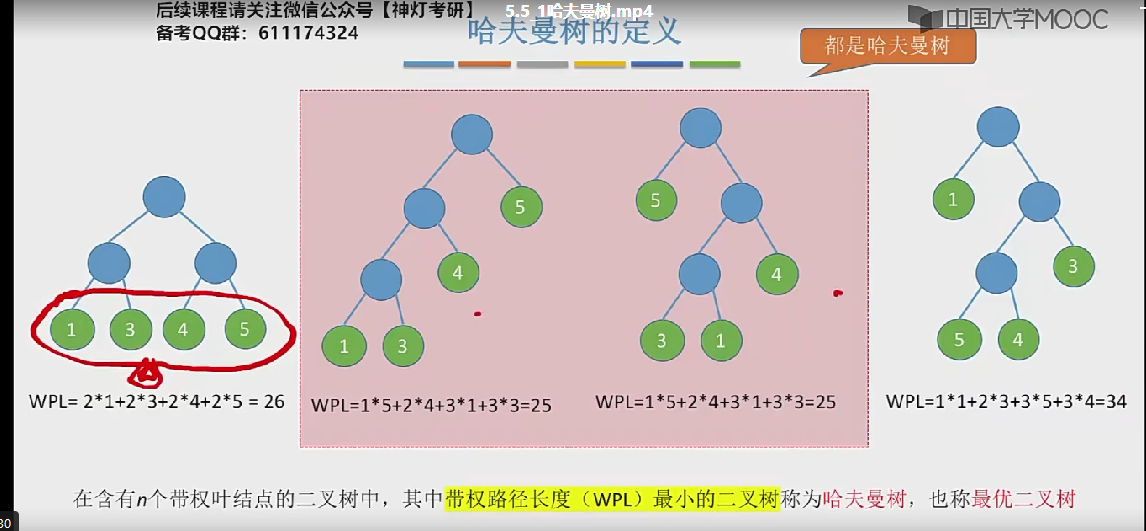 后续课程请关注微信公众号【神灯考研】
5.5_1哈夫曼树.mp4
中国大学MOOC
备考QQ群：611174324
哈夫曼树的定义
都是哈夫曼树
1 3 4 5
5
4
1 3
5
4
3 1
1
3
5 4
WPL= 2*1+2*3+2*4+2*5 = 26
WPL=1*5+2*4+3*1+3*3=25
WPL=1*5+2*4+3*1+3*3=25
WPL=1*1+2*3+3*5+3*4=34
在含有n个带权叶结点的二叉树中，其中带权路径长度（WPL）最小的二叉树称为哈夫曼树，也称最优二叉树
30